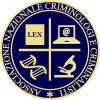 ASSOCIAZIONE NAZIONALE CRIMINOLOGI E CRIMINALISTI
LEX